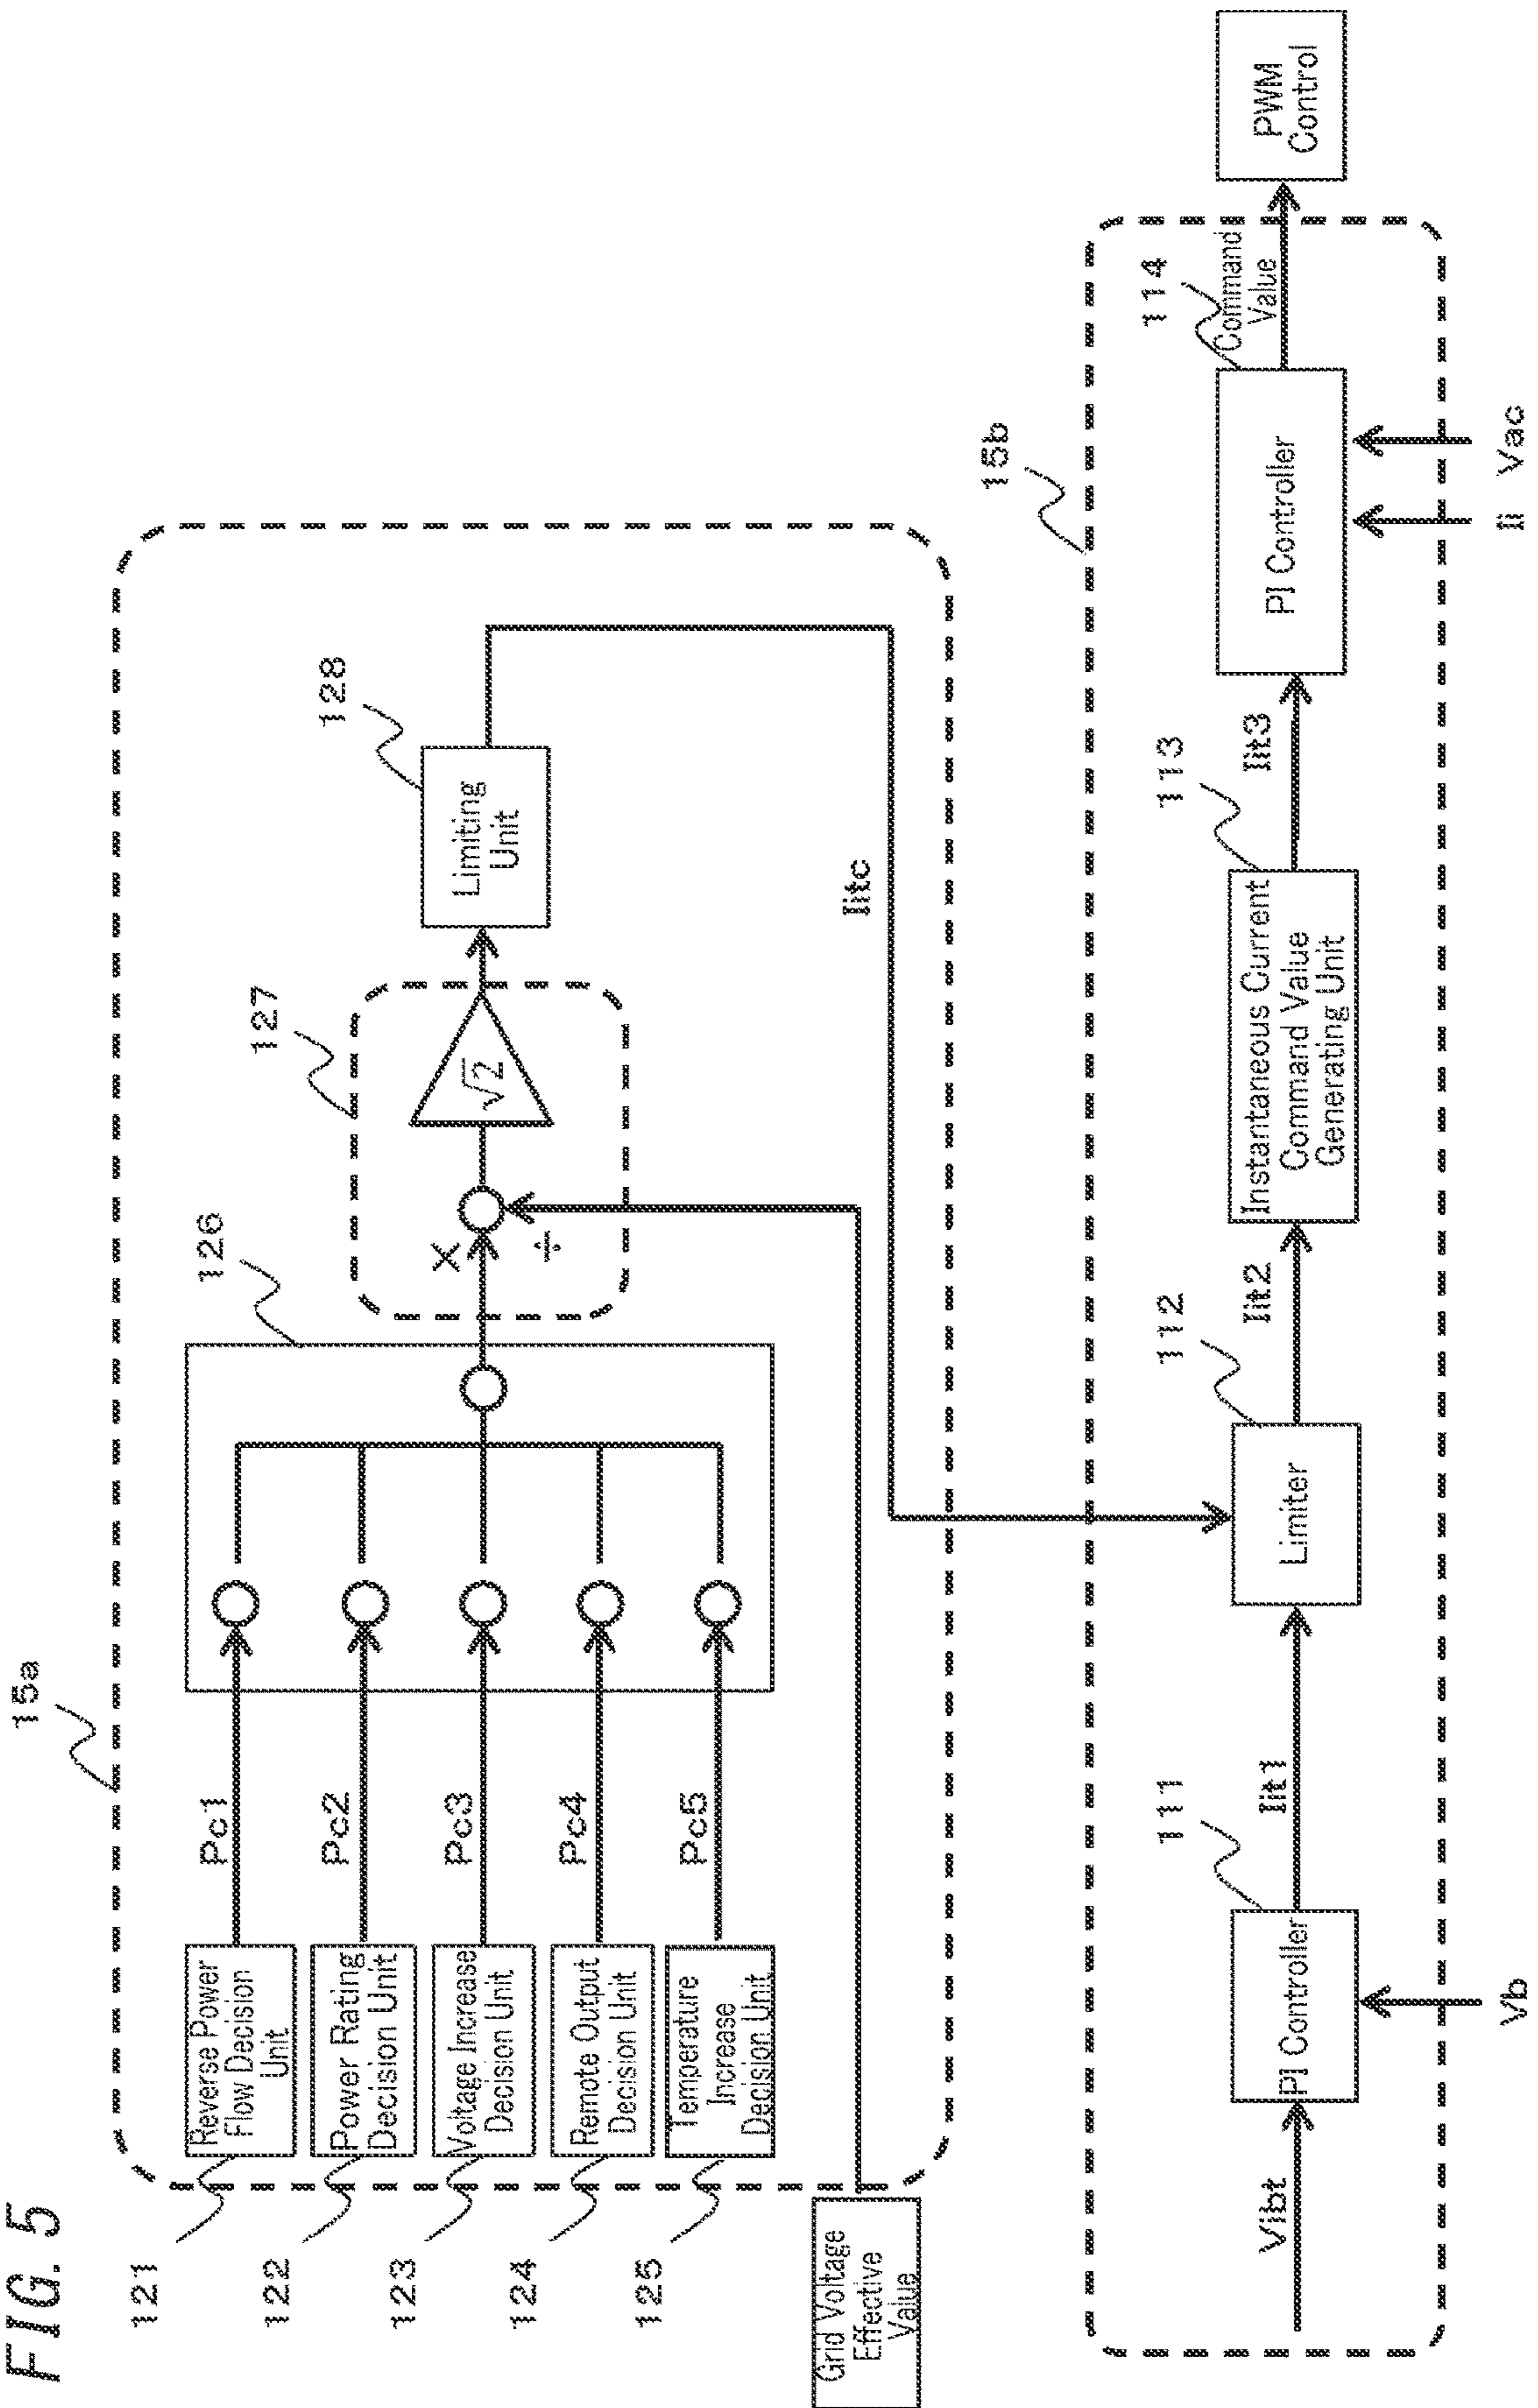 FIG. 5
15a
121
Reverse Power
Flow Decision
Unit
Pc1
122
Power Rating
Decision Unit
Pc2
123
Voltage Increase
Decision Unit
Pc3
124
Remote Output
Decision Unit
Pc4
125
Temperature
Increase
Decision Unit
Pc5
126
127
×
÷
√2
128
Limiting
Unit
Grid Voltage
Effective
Value
Iitc
15b
Vibt
111
PI Controller
Vb
Iit1
112
Limiter
Iit2
113
Instantaneous Current
Command Value
Generating Unit
Iit3
114
PI Controller
Ii
Vac
Command
Value
PWM
Control